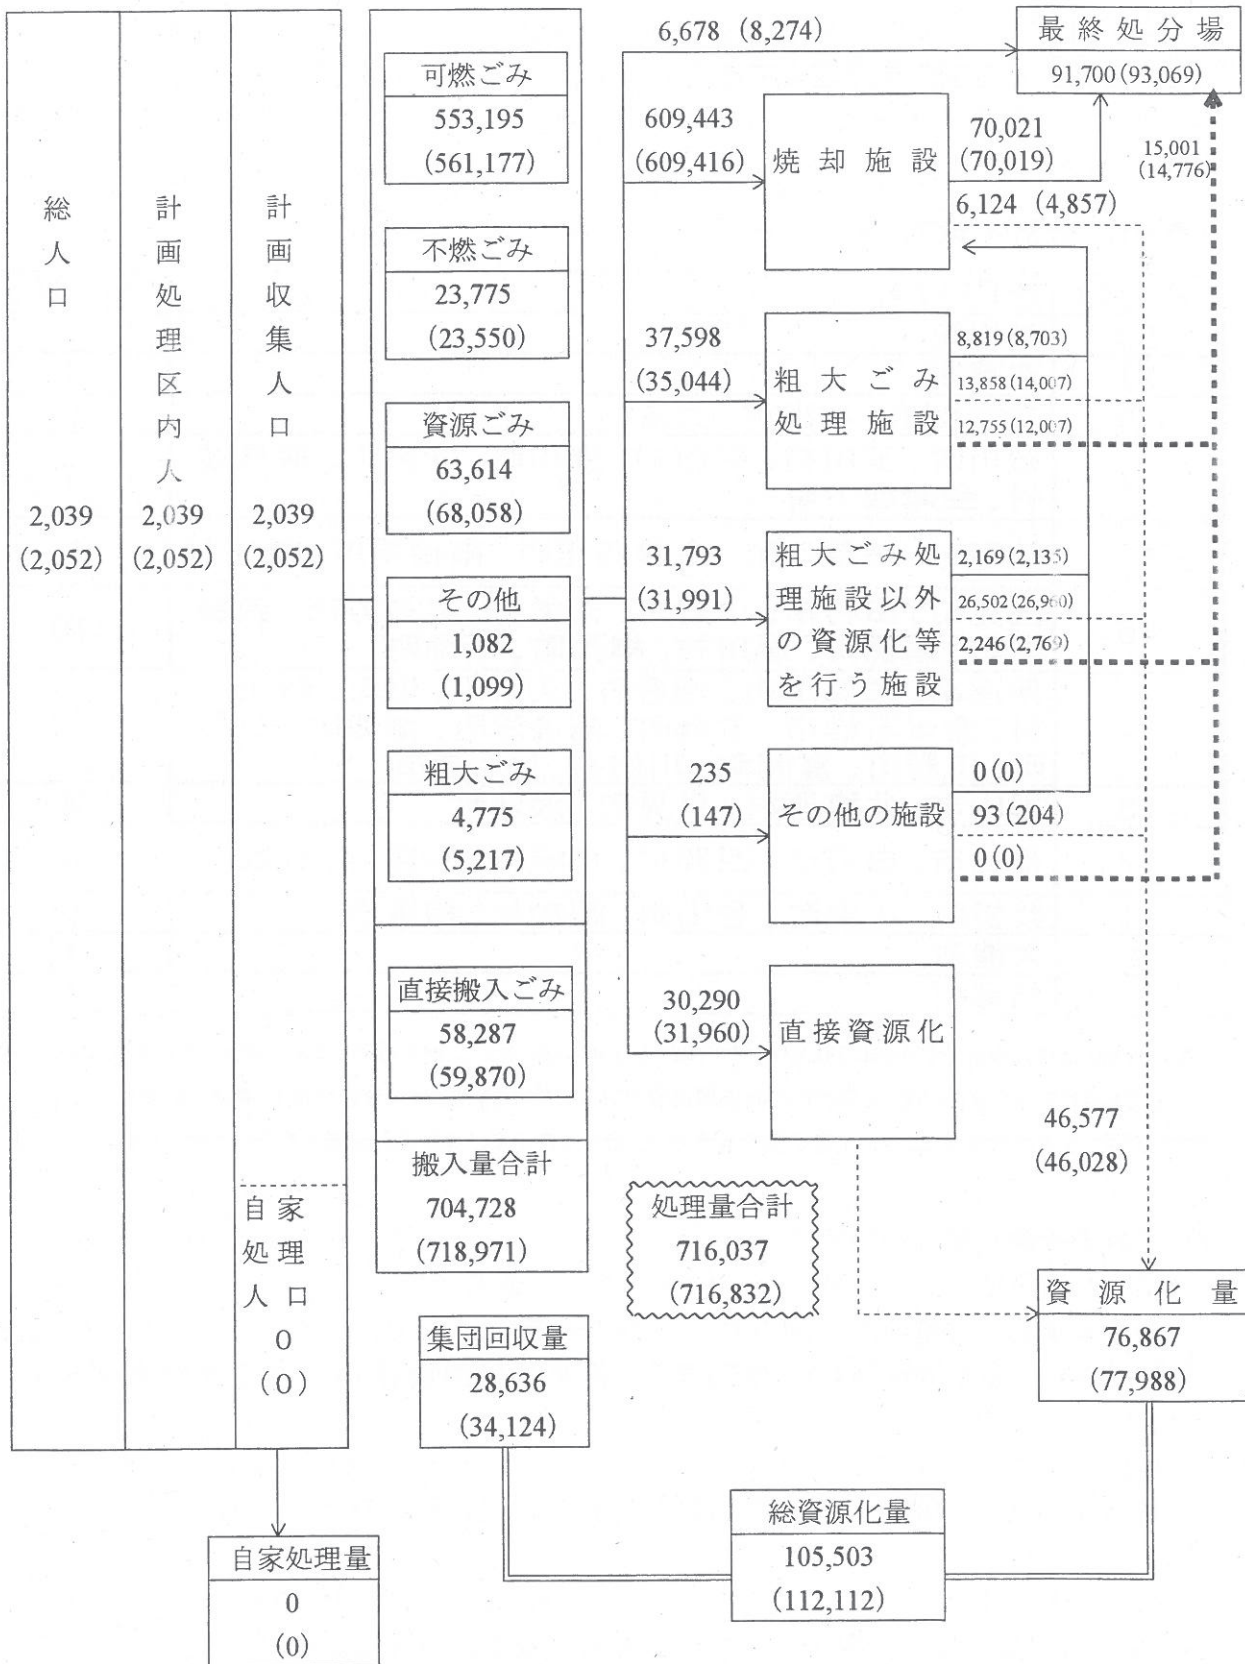 総人口
2,039
(2,052)
計画処理区内人
2,039
(2,052)
計画収集人口
2,039
(2,052)
自家
処理
人口
0
(0)
自家処理量
0
(0)
可燃ごみ
553,195
(561,177)
不燃ごみ
23,775
(23,550)
資源ごみ
63,614
(68,058)
その他
1,082
(1,099)
粗大ごみ
4,775
(5,217)
直接搬入ごみ
58,287
(59,870)
搬入量合計
704,728
(718,971)
集団回収量
28,636
(34,124)
6,678 (8,274)
最終処分場
91,700(93,069)
609,443
(609,416)
焼却施設
70,021
(70,019)
6,124 (4,857)
15,001
(14,776)
37,598
(35,044)
粗大ごみ
処理施設
8,819(8,703)
13,858(14,007)
12,755(12,007)
31,793
(31,991)
粗大ごみ処
理施設以外
の資源化等
を行う施設
2,169(2,135)
26,502(26,960)
2,246(2,769)
235
(147)
その他の施設
0(0)
93(204)
0(0)
30,290
(31,960)
直接資源化
46,577
(46,028)
処理量合計
716,037
(716,832)
資源化量
76,867
(77,988)
総資源化量
105,503
(112,112)